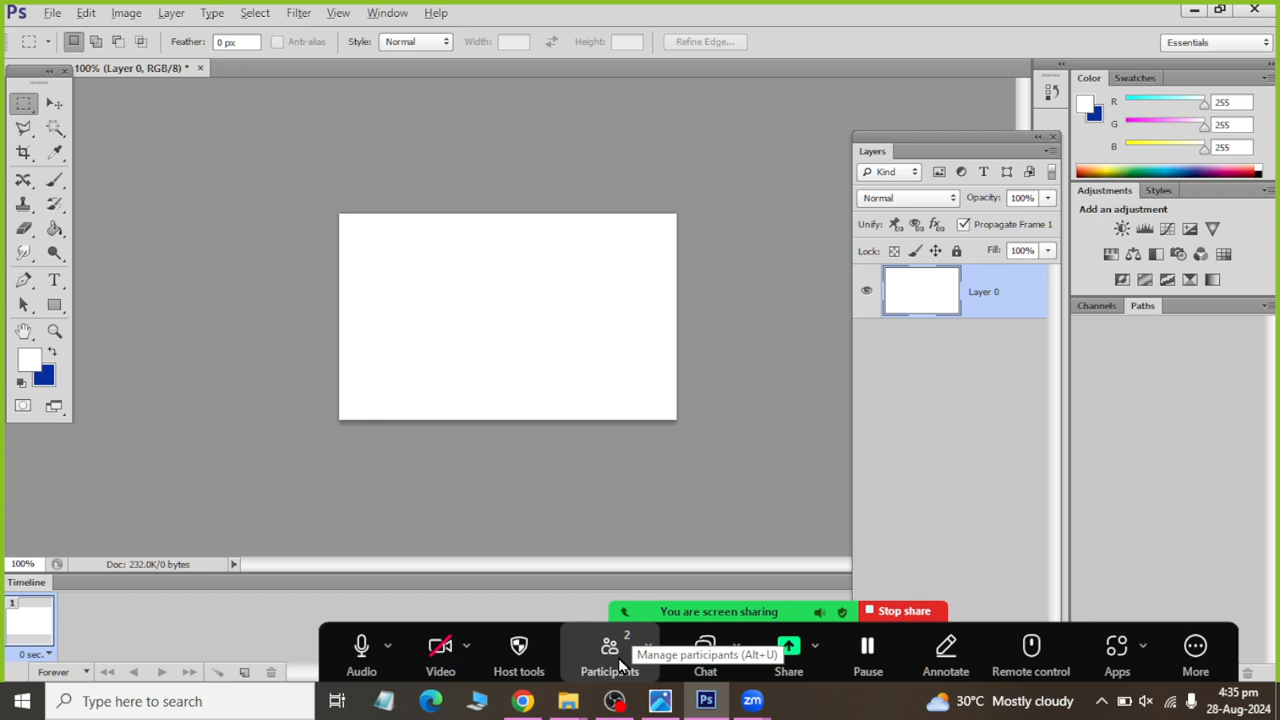 Ps File Edit Image Layer Type Select Filter View Window Help
Feather: 0 px Anti-alias Style: Normal Width: Height: Refine Edge... Essentials
100% (Layer 0, RGB/8) * ×
Color Swatches
R 255
G 255
B 255
Layers
Kind
Normal Opacity: 100%
Unify: Propagate Frame 1
Lock: Fill: 100%
Layer 0
Adjustments Styles
Add an adjustment
Channels Paths
T
100% Doc: 232.0K/0 bytes
Timeline
1
0 sec.
Forever
You are screen sharing Stop share
2
Manage participants (Alt+U)
Audio Video Host tools Participants Chat Share Pause Annotate Remote control Apps More
Type here to search
Ps zm
30°C Mostly cloudy
4:35 pm
28-Aug-2024